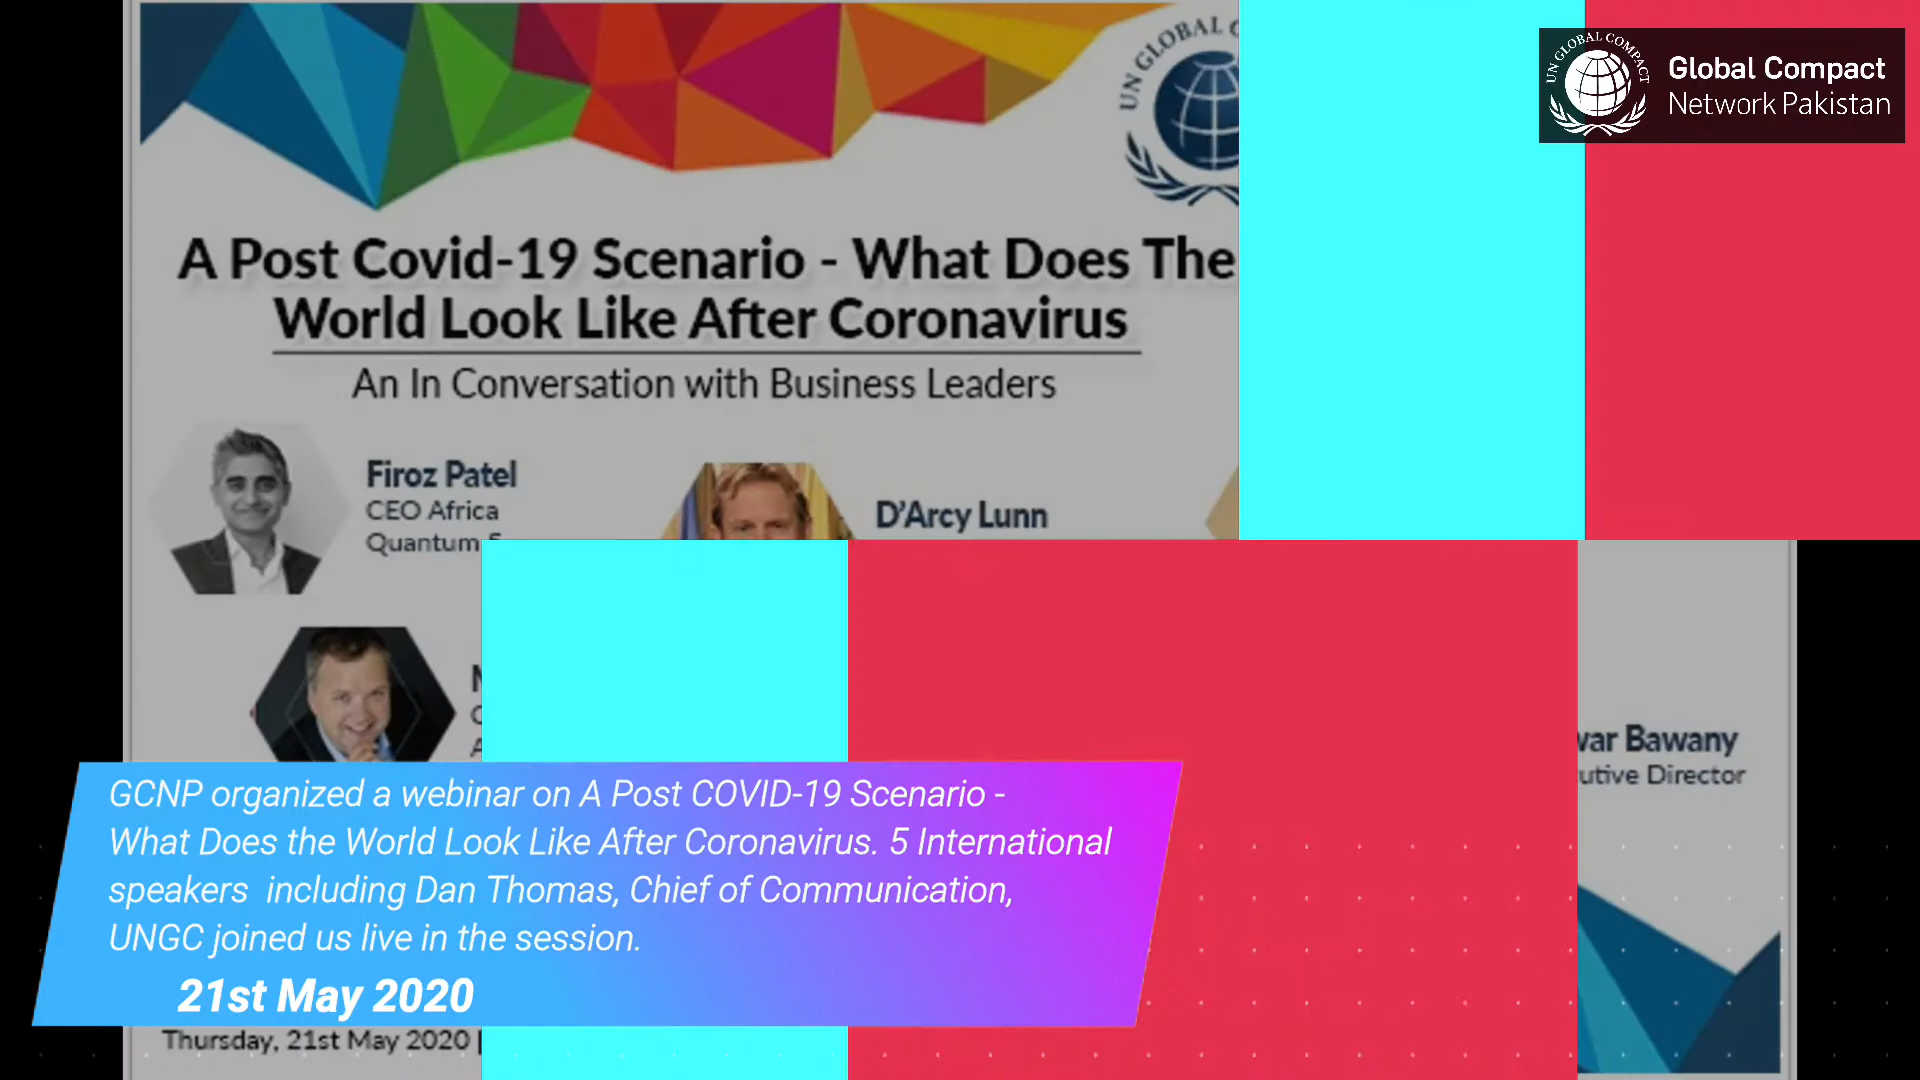 UN GLOBAL
UN GLOBAL COMPACT
Global Compact
Network Pakistan
A Post Covid-19 Scenario - What Does The
World Look Like After Coronavirus
An In Conversation with Business Leaders
Firoz Patel
CEO Africa
Quantum
D'Arcy Lunn
Bawany
Director
GCNP organized a webinar on A Post COVID-19 Scenario -
What Does the World Look Like After Coronavirus. 5 International
speakers including Dan Thomas, Chief of Communication,
UNGC joined us live in the session.
21st May 2020
Thursday, 21st May 2020 |